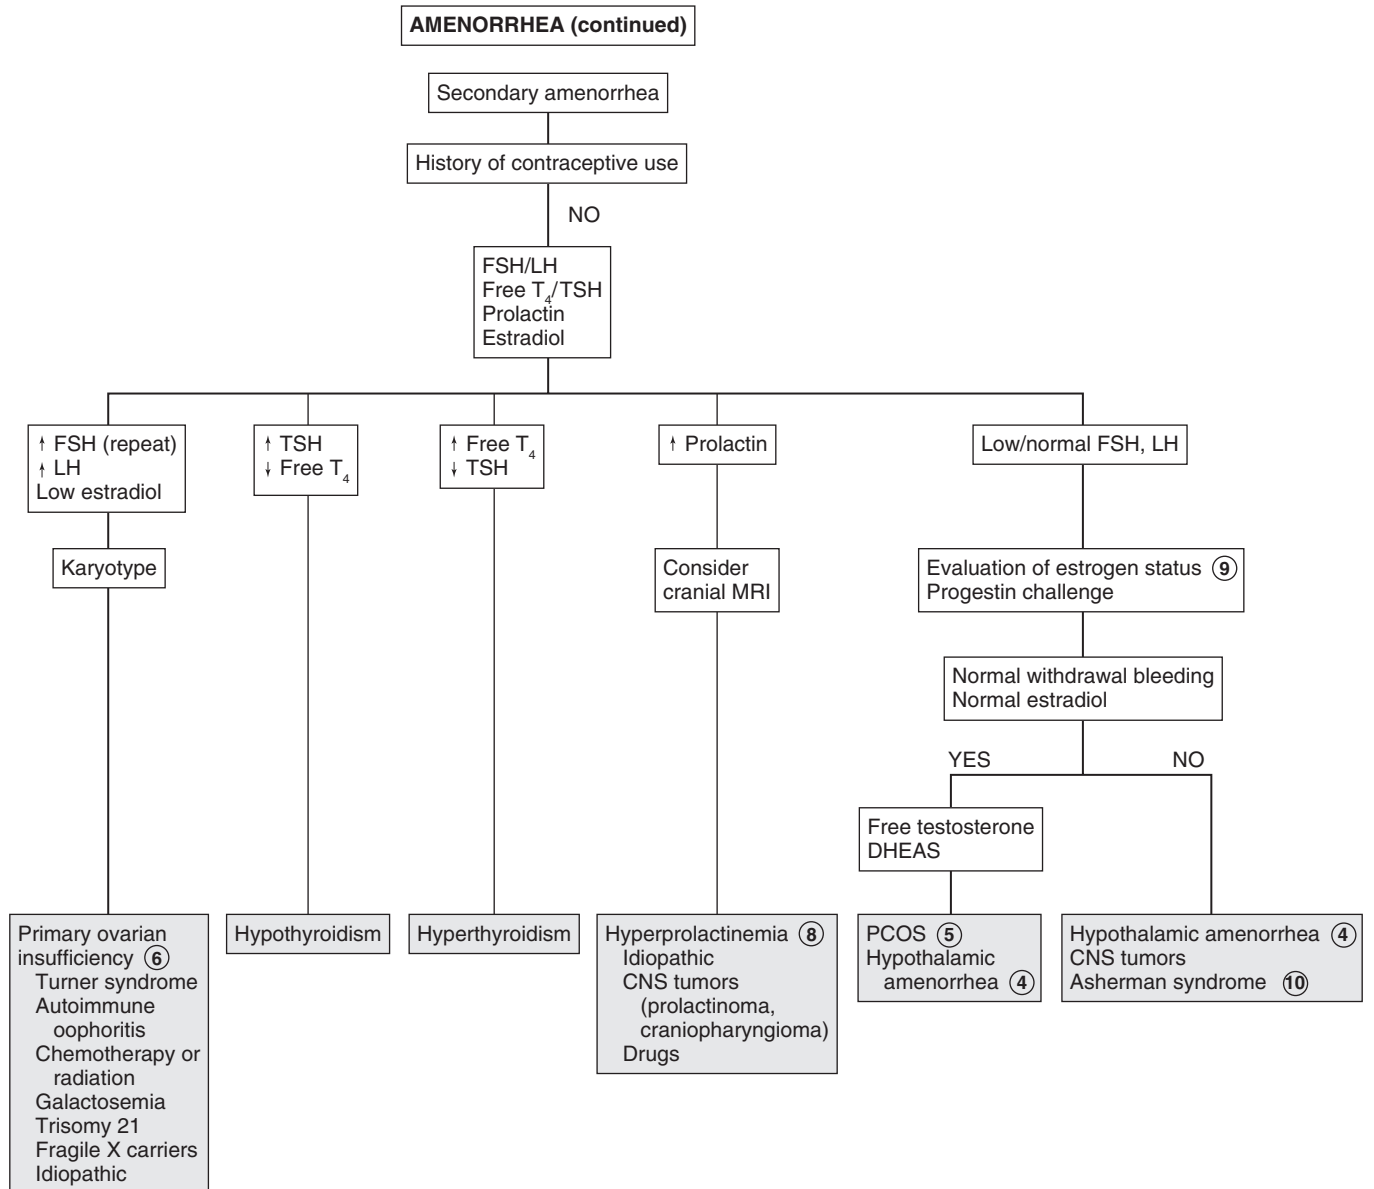 AMENORRHEA (continued)
Secondary amenorrhea
History of contraceptive use
NO
FSH/LH
Free T4/TSH
Prolactin
Estradiol
↑ FSH (repeat)
↑ LH
Low estradiol
↑ TSH
↓ Free T4
↑ Free T4
↓ TSH
↑ Prolactin
Low/normal FSH, LH
Karyotype
Consider
cranial MRI
Evaluation of estrogen status 9
Progestin challenge
Normal withdrawal bleeding
Normal estradiol
YES
NO
Free testosterone
DHEAS
Primary ovarian
insufficiency 6
Turner syndrome
Autoimmune
oophoritis
Chemotherapy or
radiation
Galactosemia
Trisomy 21
Fragile X carriers
Idiopathic
Hypothyroidism
Hyperthyroidism
Hyperprolactinemia 8
Idiopathic
CNS tumors
(prolactinoma,
craniopharyngioma)
Drugs
PCOS 5
Hypothalamic
amenorrhea 4
Hypothalamic amenorrhea 4
CNS tumors
Asherman syndrome 10